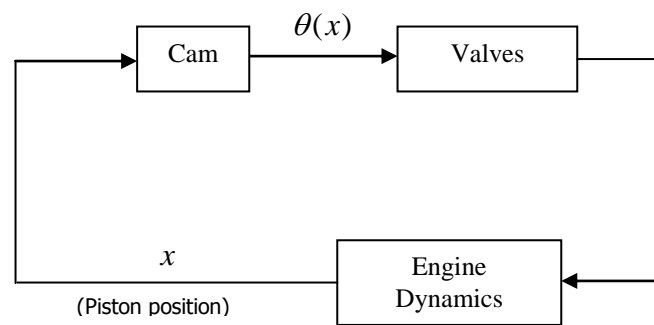 θ(x)
Cam
Valves
x
(Piston position)
Engine
Dynamics